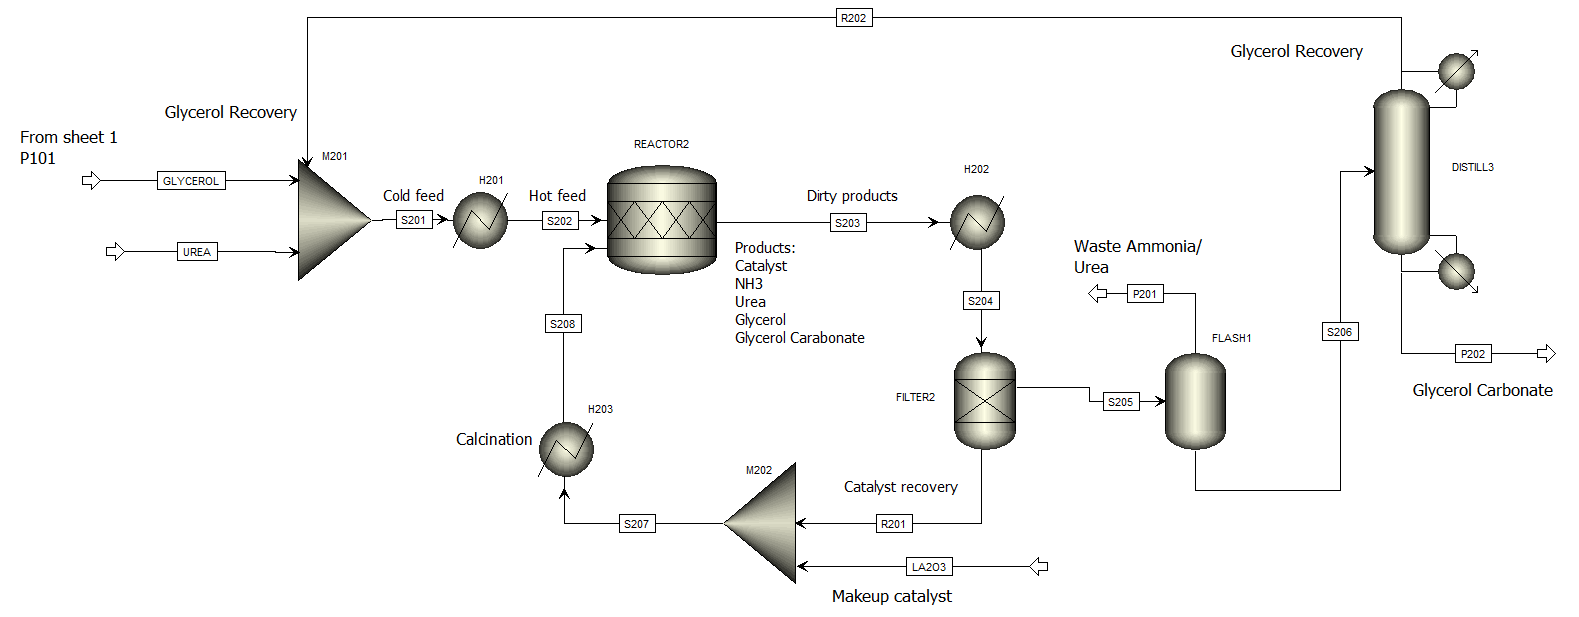 R202
Glycerol Recovery
Glycerol Recovery
From sheet 1
P101
REACTOR2
M201
H201
H202
DISTILL3
GLYCEROL
Cold feed
Hot feed
Dirty products
S201
S202
S203
UREA
Products:
Catalyst
NH3
Urea
Glycerol
Glycerol Carabonate
Waste Ammonia/
Urea
P201
S204
S208
S206
FLASH1
P202
Glycerol Carbonate
FILTER2
S205
H203
Calcination
M202
Catalyst recovery
S207
R201
LA2O3
Makeup catalyst